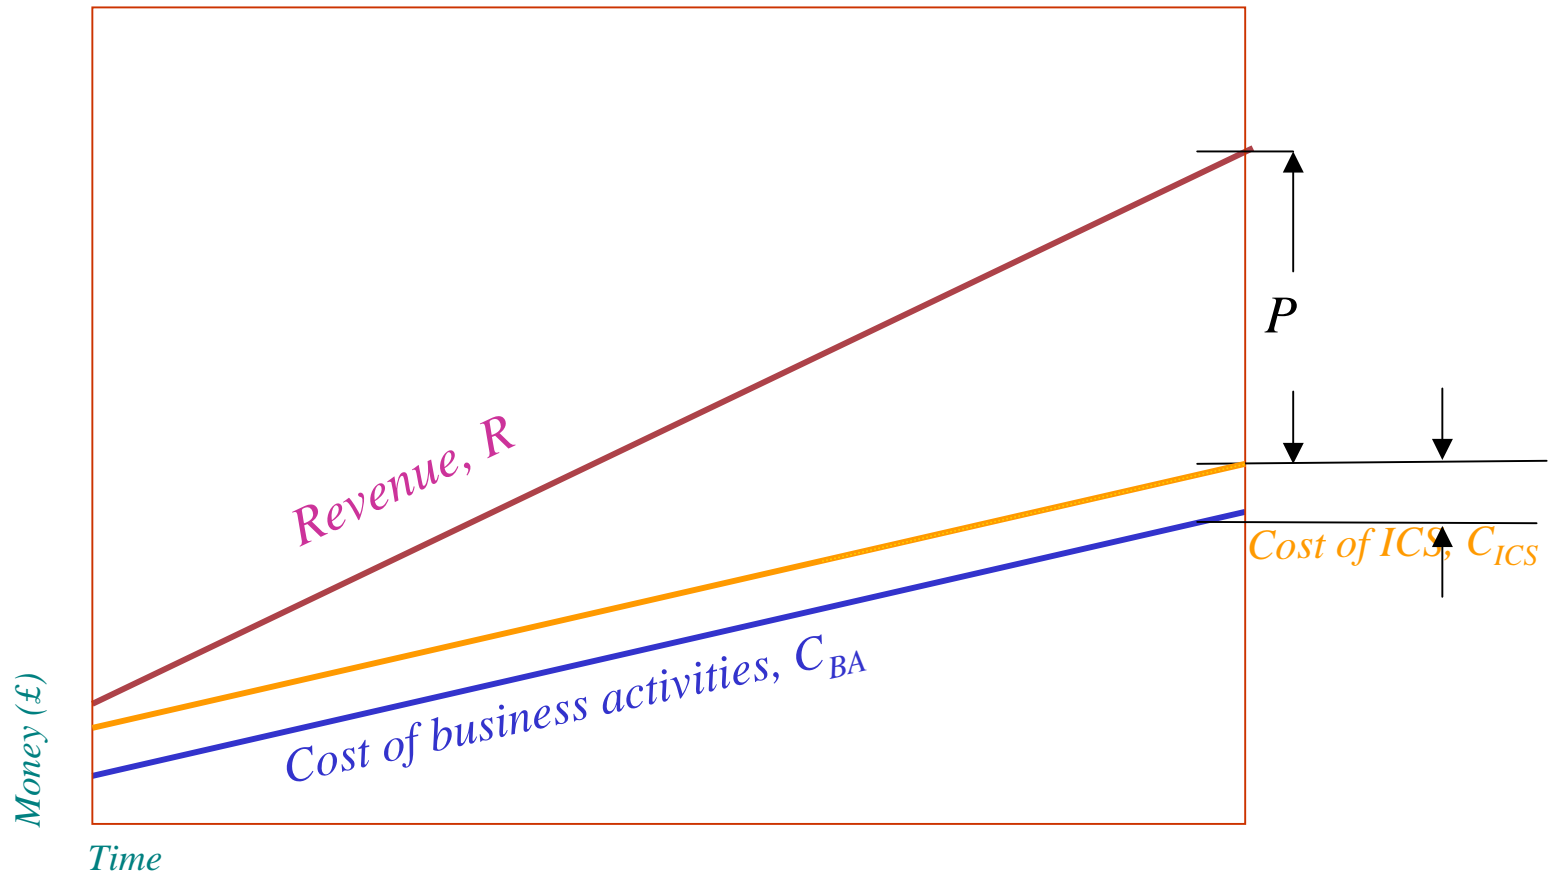 Revenue, R
P
Cost of ICS, C_ICS
Cost of business activities, C_BA
Money (£)
Time